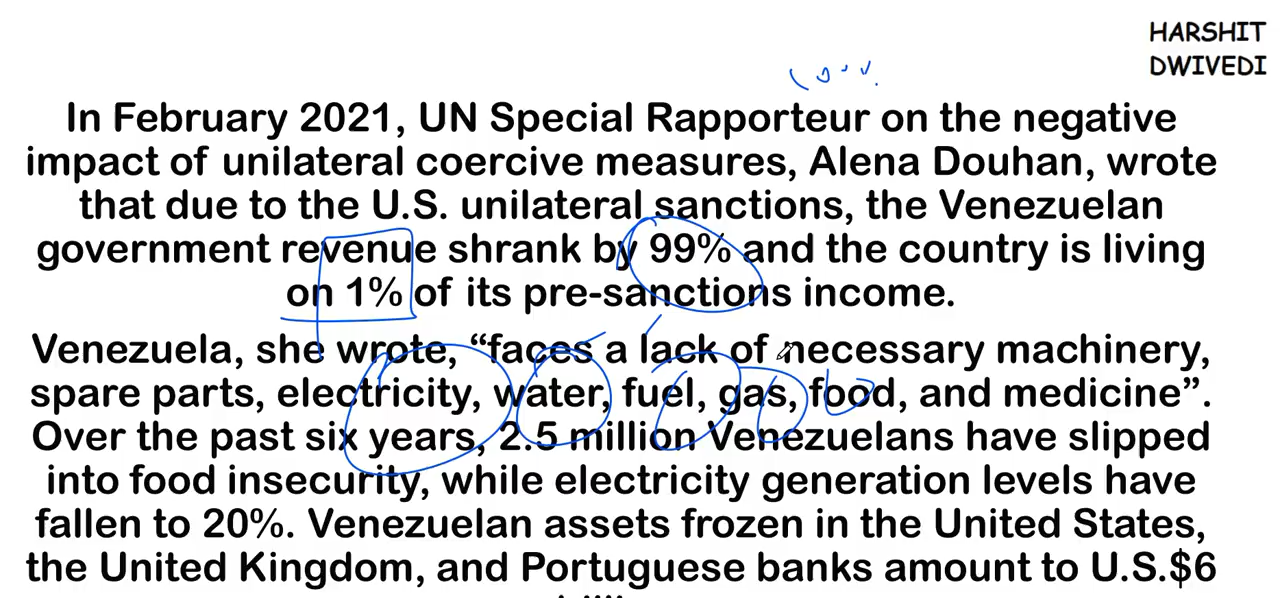 HARSHIT
DWIVEDI
In February 2021, UN Special Rapporteur on the negative
impact of unilateral coercive measures, Alena Douhan, wrote
that due to the U.S. unilateral sanctions, the Venezuelan
government revenue shrank by 99% and the country is living
on 1% of its pre-sanctions income.
Venezuela, she wrote, “faces a lack of necessary machinery,
spare parts, electricity, water, fuel, gas, food, and medicine”.
Over the past six years, 2.5 million Venezuelans have slipped
into food insecurity, while electricity generation levels have
fallen to 20%. Venezuelan assets frozen in the United States,
the United Kingdom, and Portuguese banks amount to U.S.$6